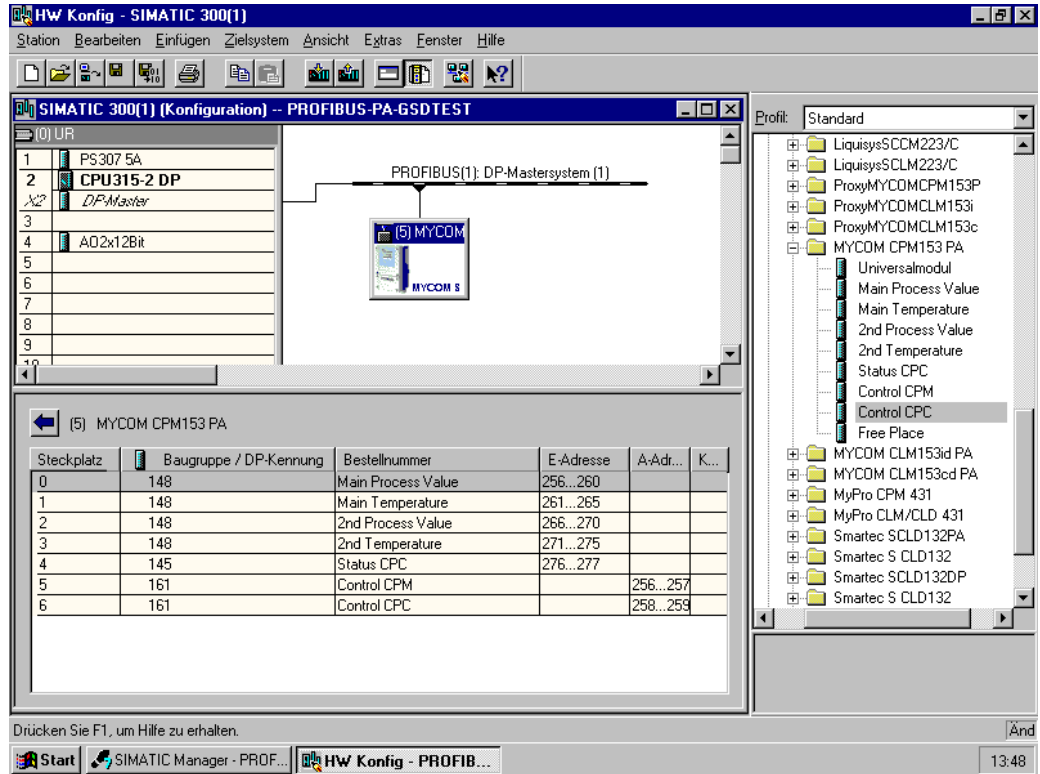 HW Konfig - SIMATIC 300(1)
Station Bearbeiten Einfügen Zielsystem Ansicht Extras Fenster Hilfe
SIMATIC 300(1) (Konfiguration) -- PROFIBUS-PA-GSDTEST
(0) UR
1 PS307 5A
2 CPU315-2 DP
X2 DP-Master
3
4 AO2x12Bit
5
6
7
8
9
10
PROFIBUS(1): DP-Mastersystem (1)
(5) MYCOM
MYCOM S
(5) MYCOM CPM153 PA
Steckplatz Baugruppe / DP-Kennung Bestellnummer E-Adresse A-Adr... K...
0 148 Main Process Value 256...260
1 148 Main Temperature 261...265
2 148 2nd Process Value 266...270
3 148 2nd Temperature 271...275
4 145 Status CPC 276...277
5 161 Control CPM 256...257
6 161 Control CPC 258...259
Profil: Standard
LiquisysSCCM223/C
LiquisysSCLM223/C
ProxyMYCOMCPM153P
ProxyMYCOMCLM153i
ProxyMYCOMCLM153c
MYCOM CPM153 PA
Universalmodul
Main Process Value
Main Temperature
2nd Process Value
2nd Temperature
Status CPC
Control CPM
Control CPC
Free Place
MYCOM CLM153id PA
MYCOM CLM153cd PA
MyPro CPM 431
MyPro CLM/CLD 431
Smartec SCLD132PA
Smartec S CLD132
Smartec SCLD132DP
Smartec S CLD132
Drücken Sie F1, um Hilfe zu erhalten.
Änd
Start SIMATIC Manager - PROF... HW Konfig - PROFIB... 13:48